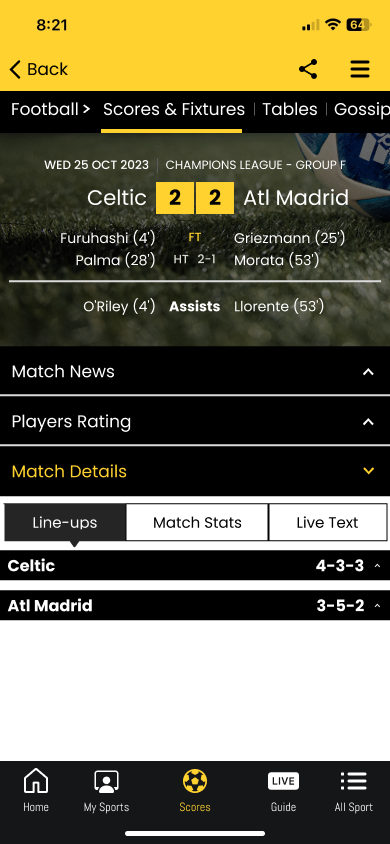 8:21
64
Back
Football > Scores & Fixtures Tables Gossip
WED 25 OCT 2023 CHAMPIONS LEAGUE - GROUP F
Celtic 2 2 Atl Madrid
Furuhashi (4') FT Griezmann (25')
Palma (28') HT 2-1 Morata (53')
O'Riley (4') Assists Llorente (53')
Match News
Players Rating
Match Details
Line-ups Match Stats Live Text
Celtic 4-3-3
Atl Madrid 3-5-2
LIVE
Home My Sports Scores Guide All Sport